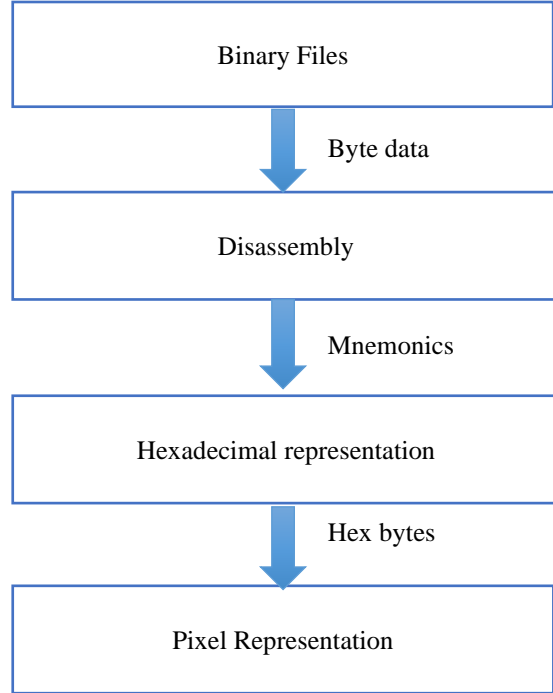 Binary Files
Byte data
Disassembly
Mnemonics
Hexadecimal representation
Hex bytes
Pixel Representation